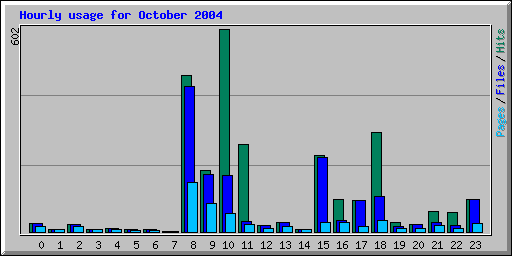 Hourly usage for October 2004
602
Pages/Files/Hits
0 1 2 3 4 5 6 7 8 9 10 11 12 13 14 15 16 17 18 19 20 21 22 23